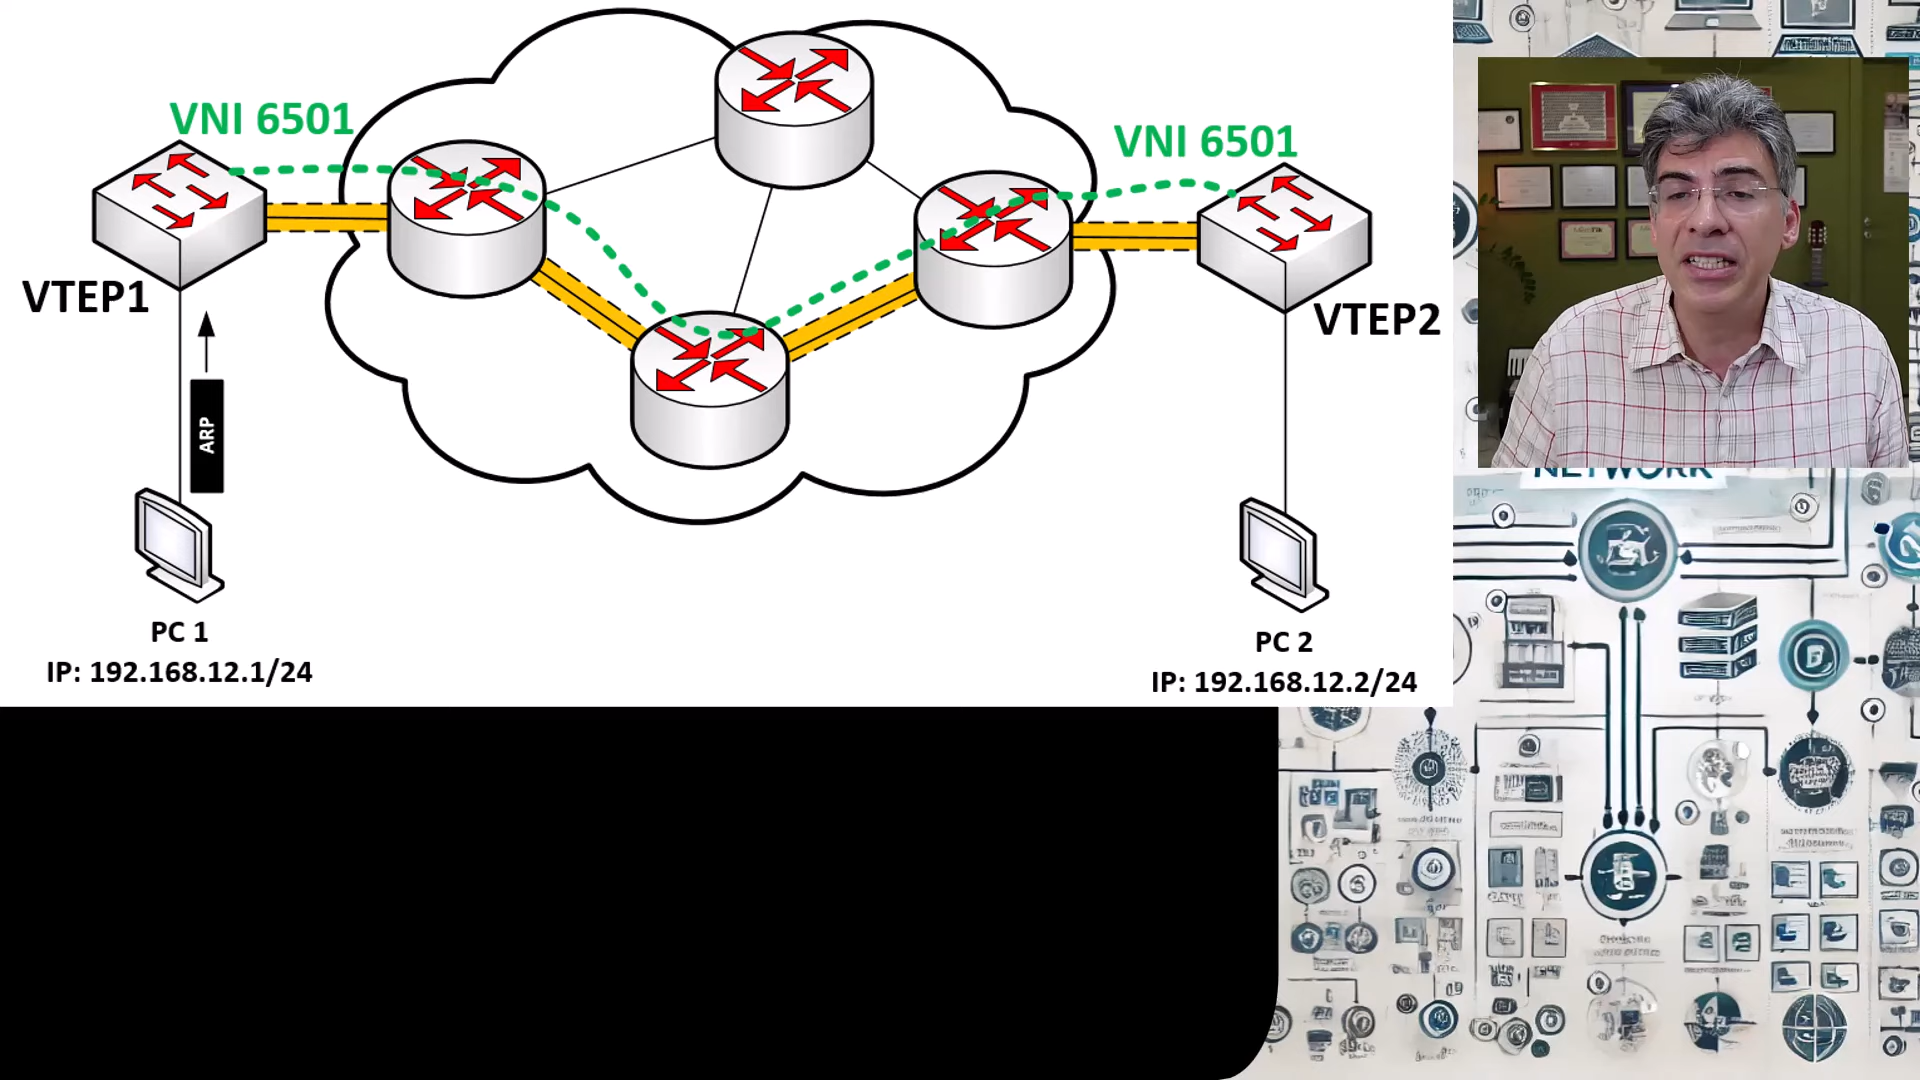 VNI 6501
VNI 6501
VTEP1
VTEP2
ARP
PC 1
IP: 192.168.12.1/24
PC 2
IP: 192.168.12.2/24
NETWORK